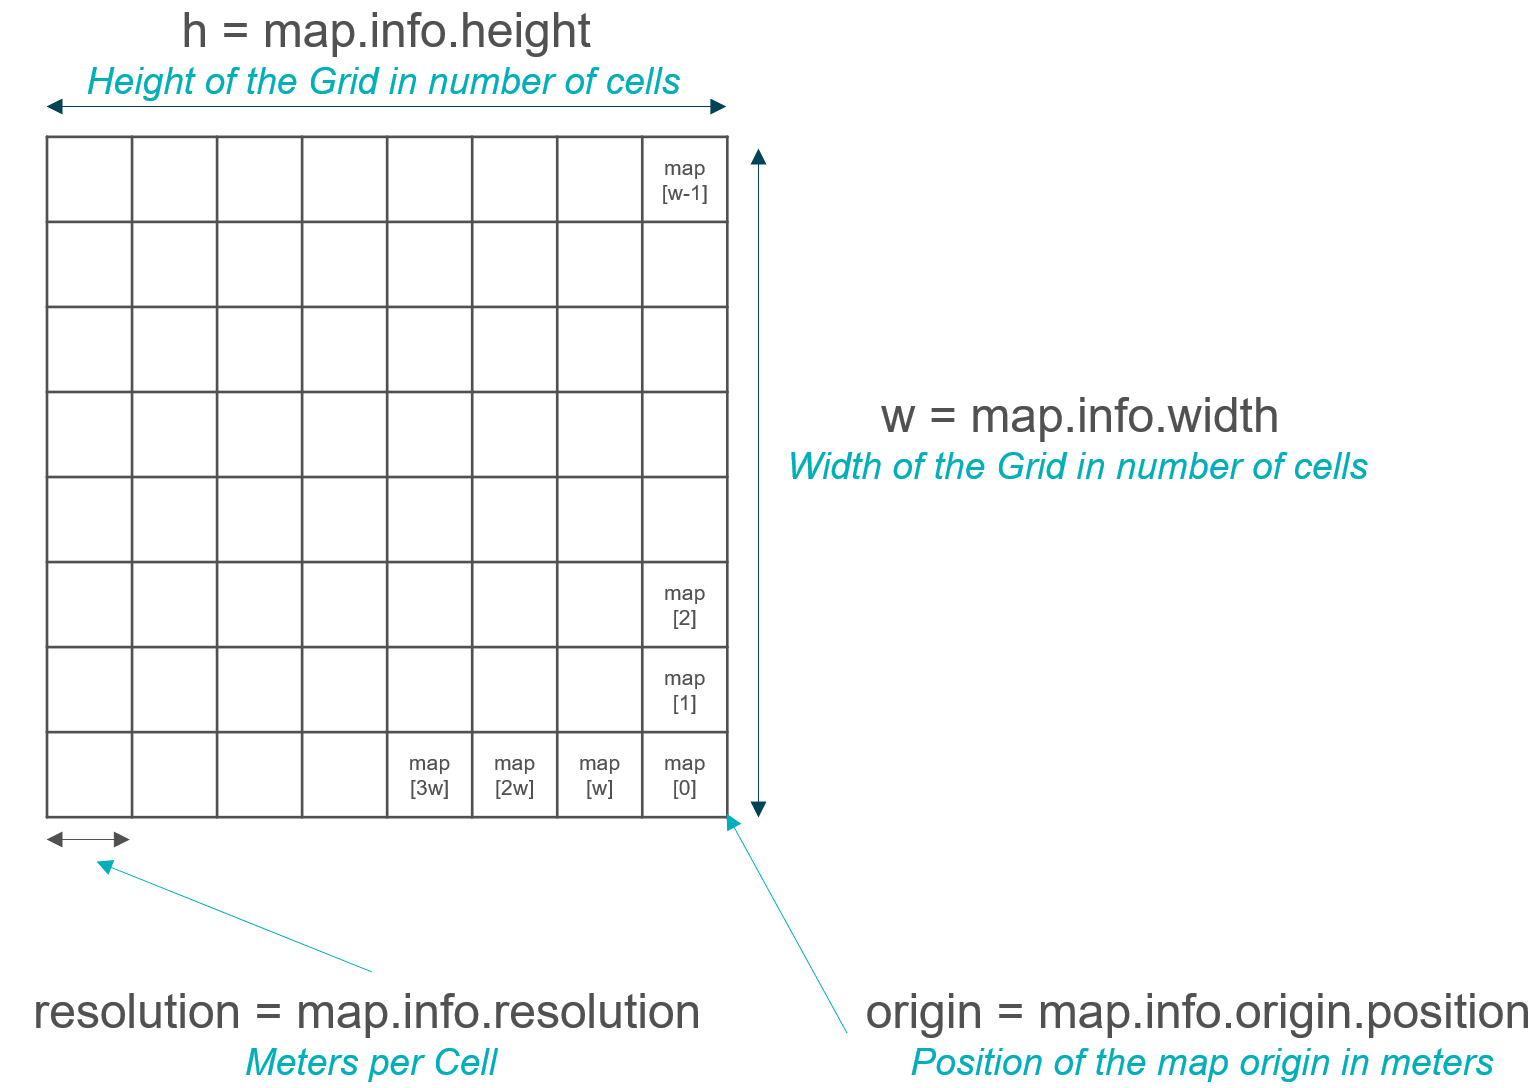 h = map.info.height
Height of the Grid in number of cells
map
[w-1]
w = map.info.width
Width of the Grid in number of cells
map
[2]
map
[1]
map
[3w]
map
[2w]
map
[w]
map
[0]
resolution = map.info.resolution
Meters per Cell
origin = map.info.origin.position
Position of the map origin in meters